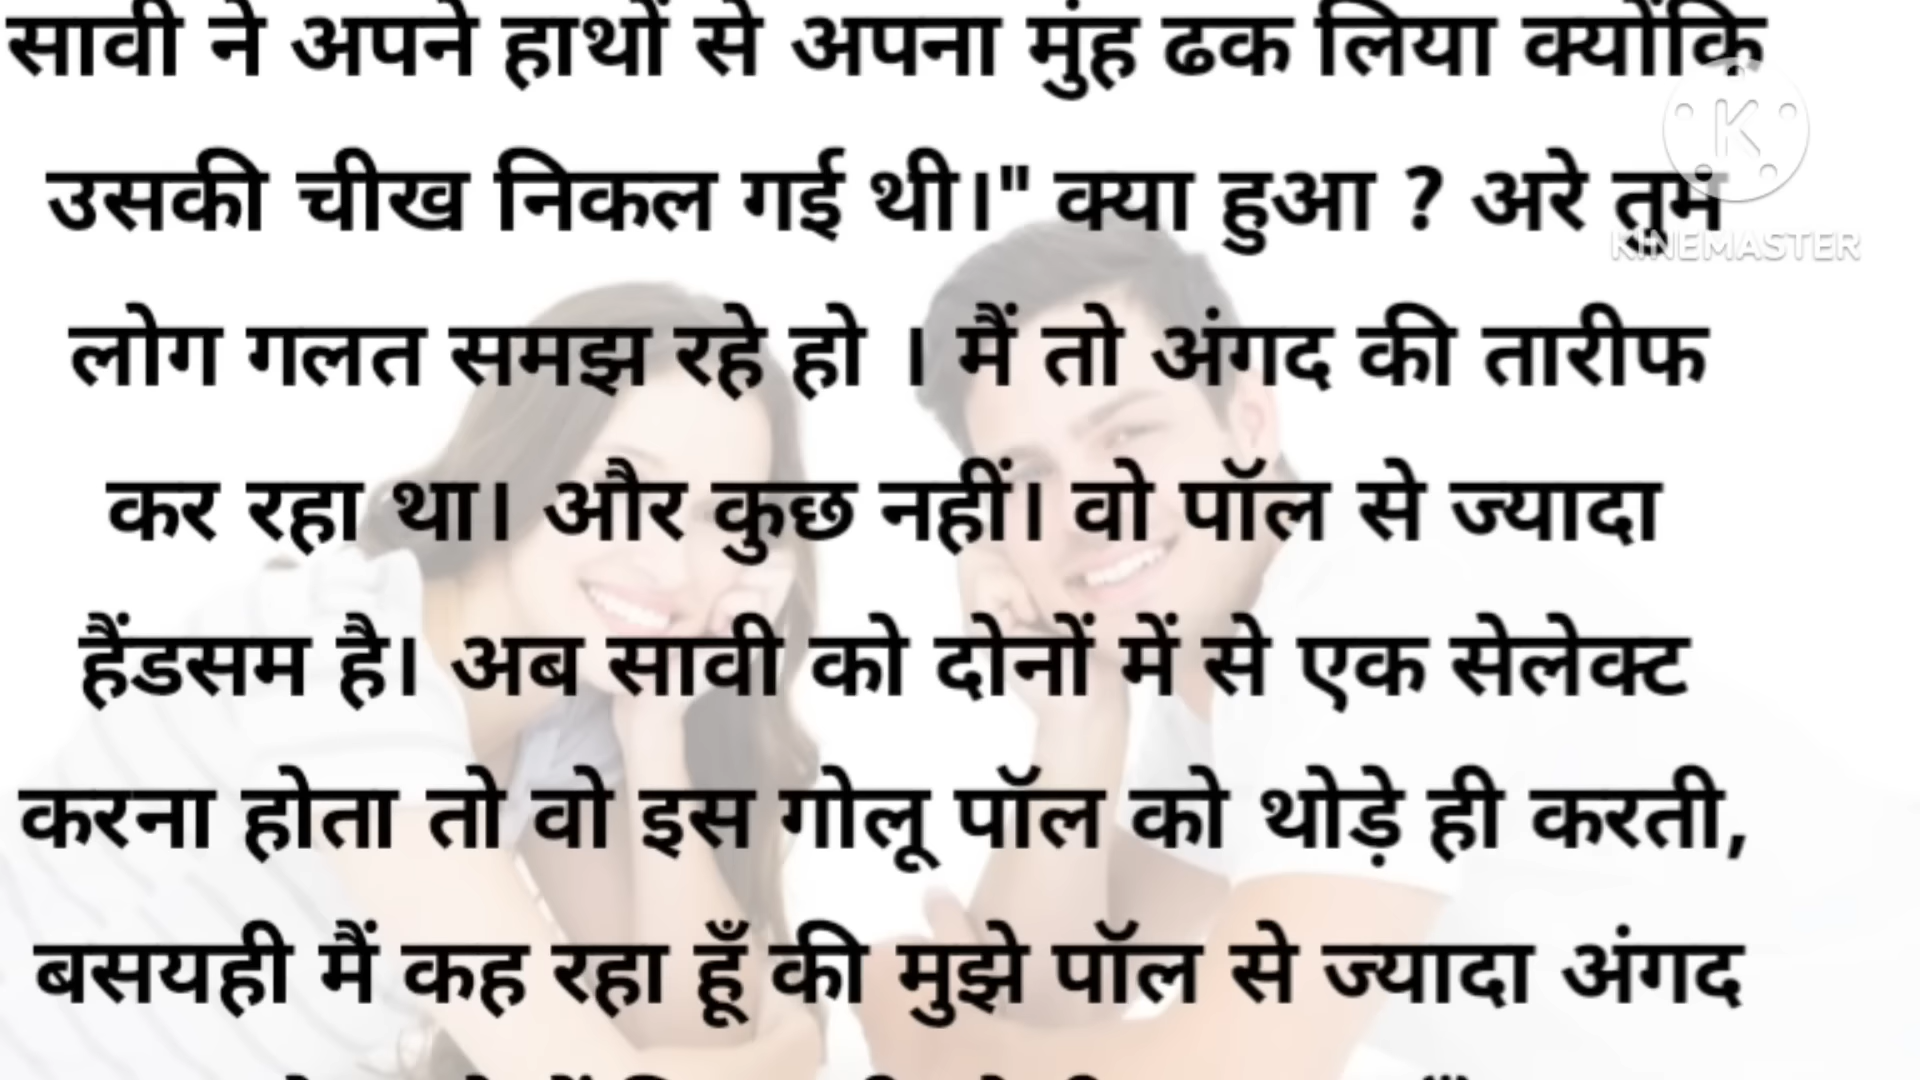 सावी ने अपने हाथों से अपना मुंह ढक लिया क्योंकि
उसकी चीख निकल गई थी।" क्या हुआ ? अरे तुम
KINEMASTER
लोग गलत समझ रहे हो । मैं तो अंगद की तारीफ
कर रहा था। और कुछ नहीं। वो पॉल से ज्यादा
हैंडसम है। अब सावी को दोनों में से एक सेलेक्ट
करना होता तो वो इस गोलू पॉल को थोड़े ही करती,
बसयही मैं कह रहा हूँ की मुझे पॉल से ज्यादा अंगद